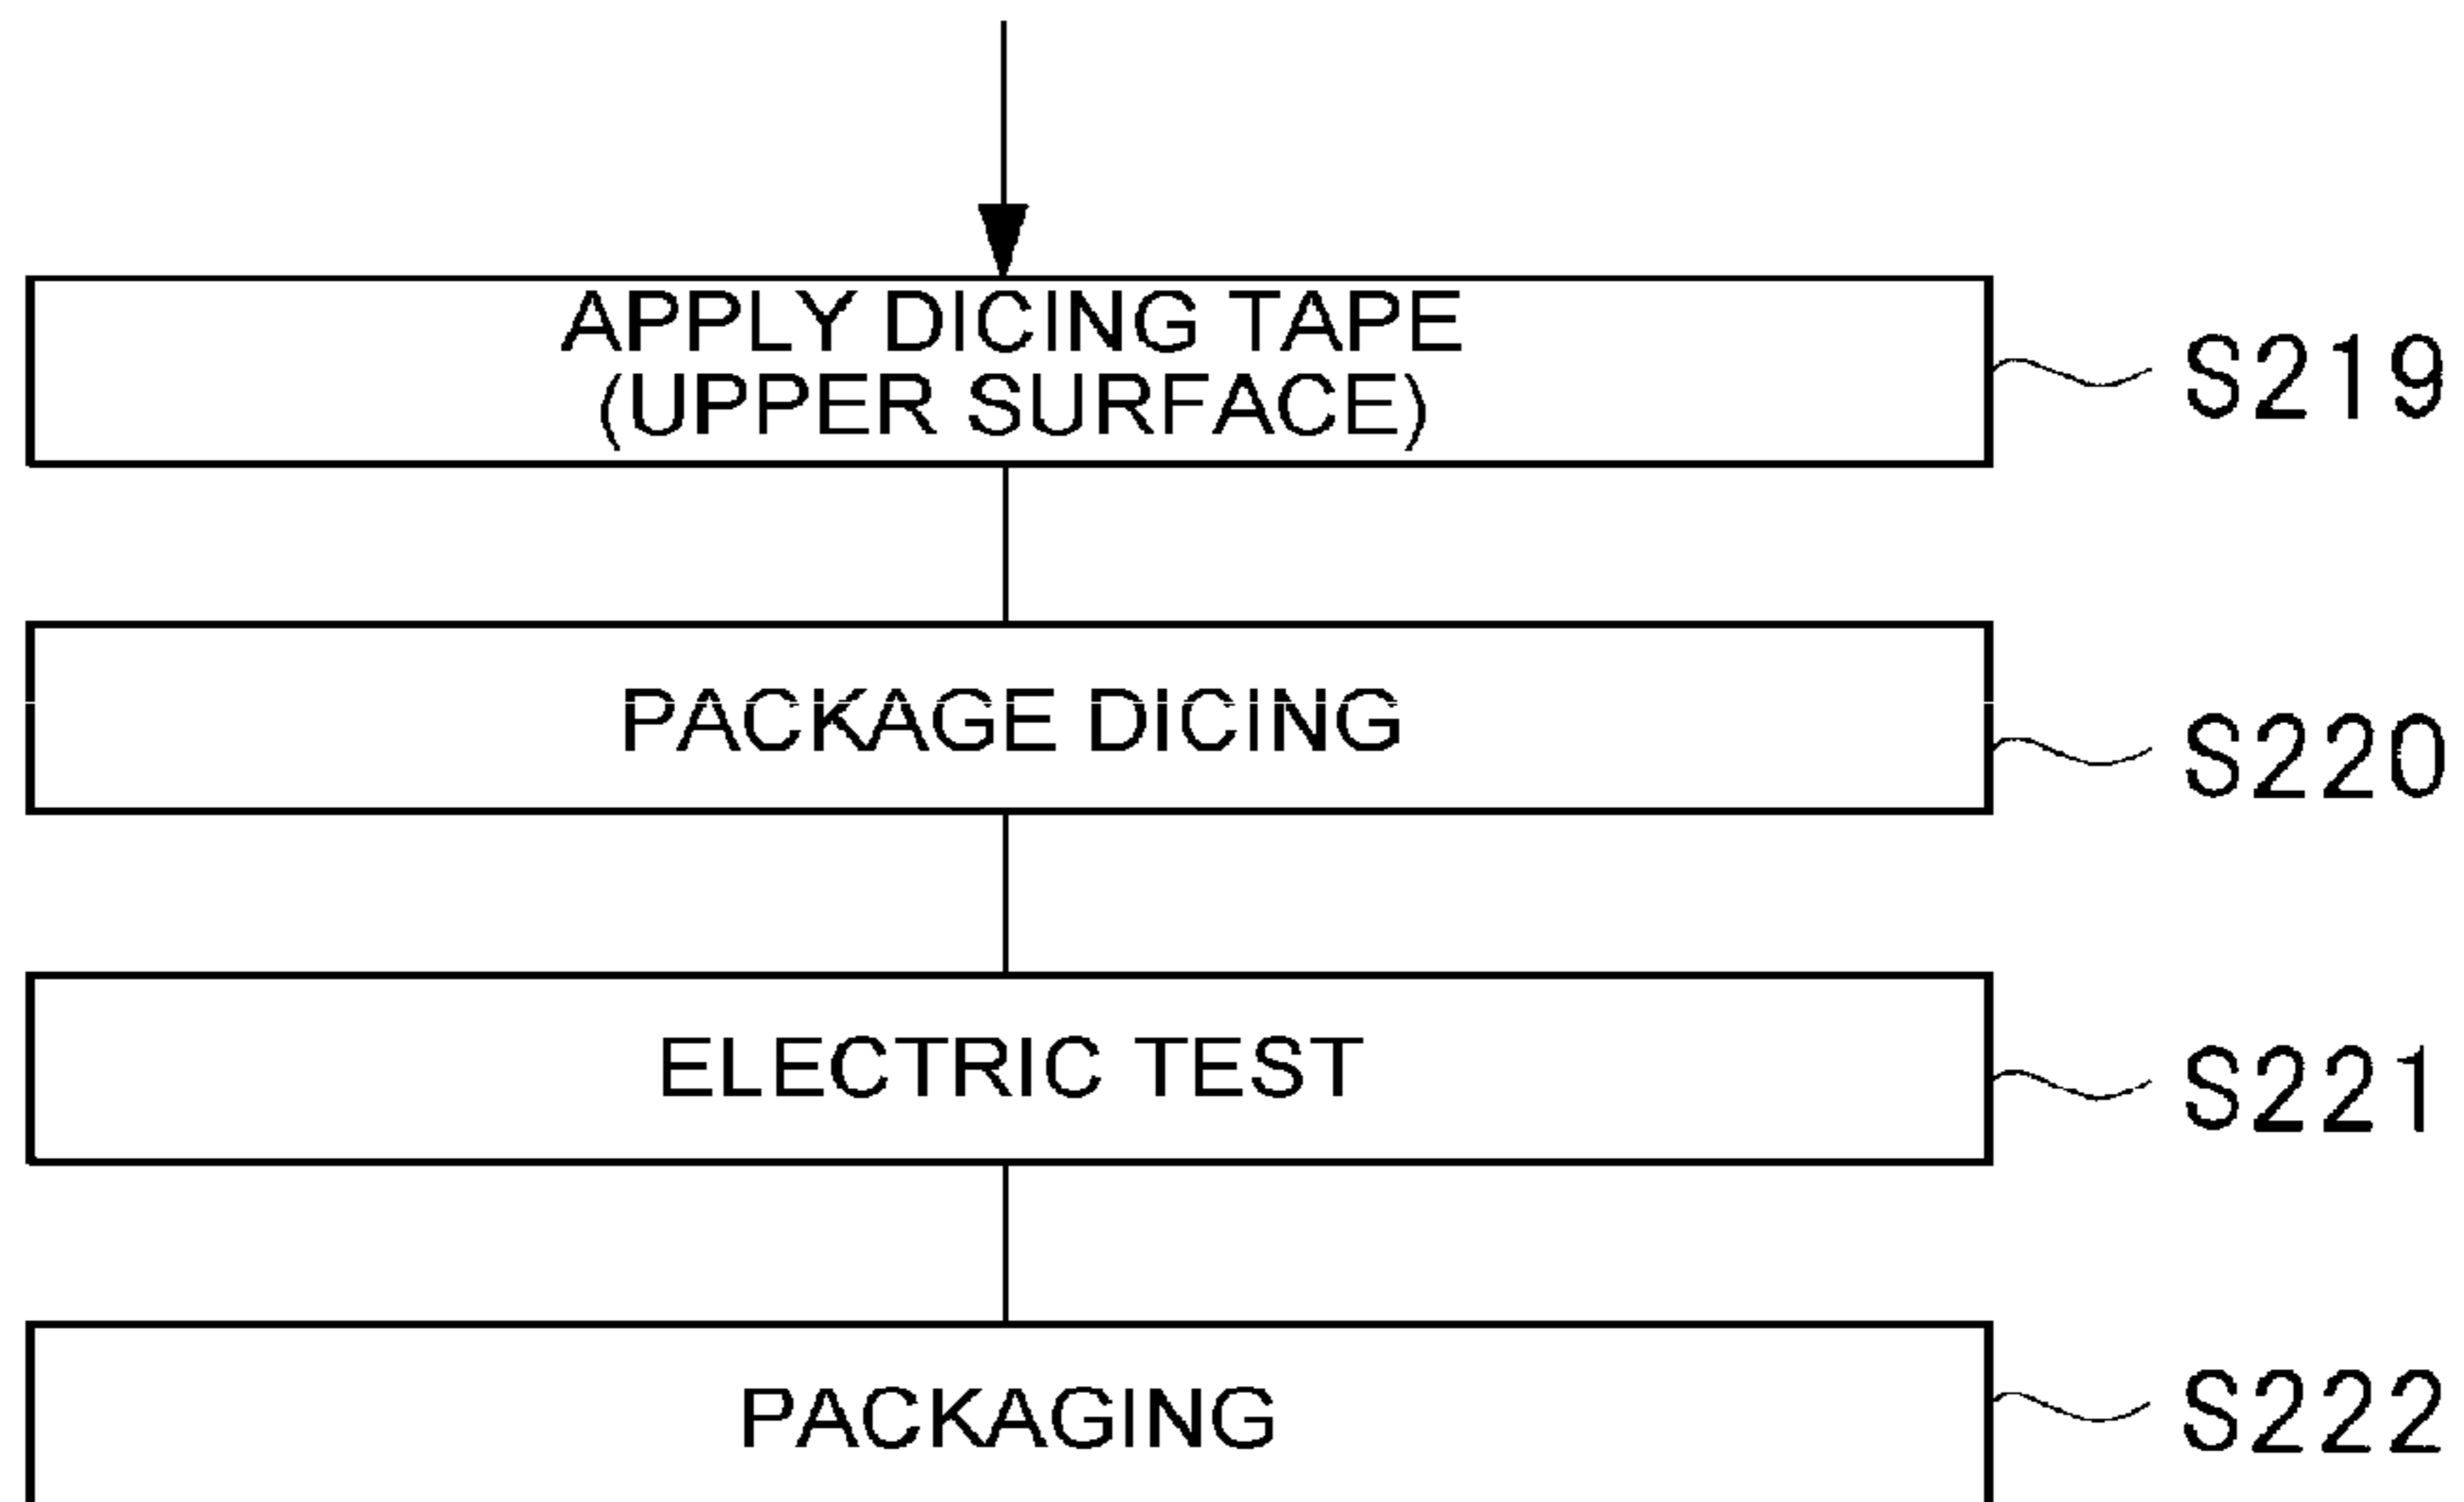 APPLY DICING TAPE
(UPPER SURFACE)
S219
PACKAGE DICING
S220
ELECTRIC TEST
S221
PACKAGING
S222